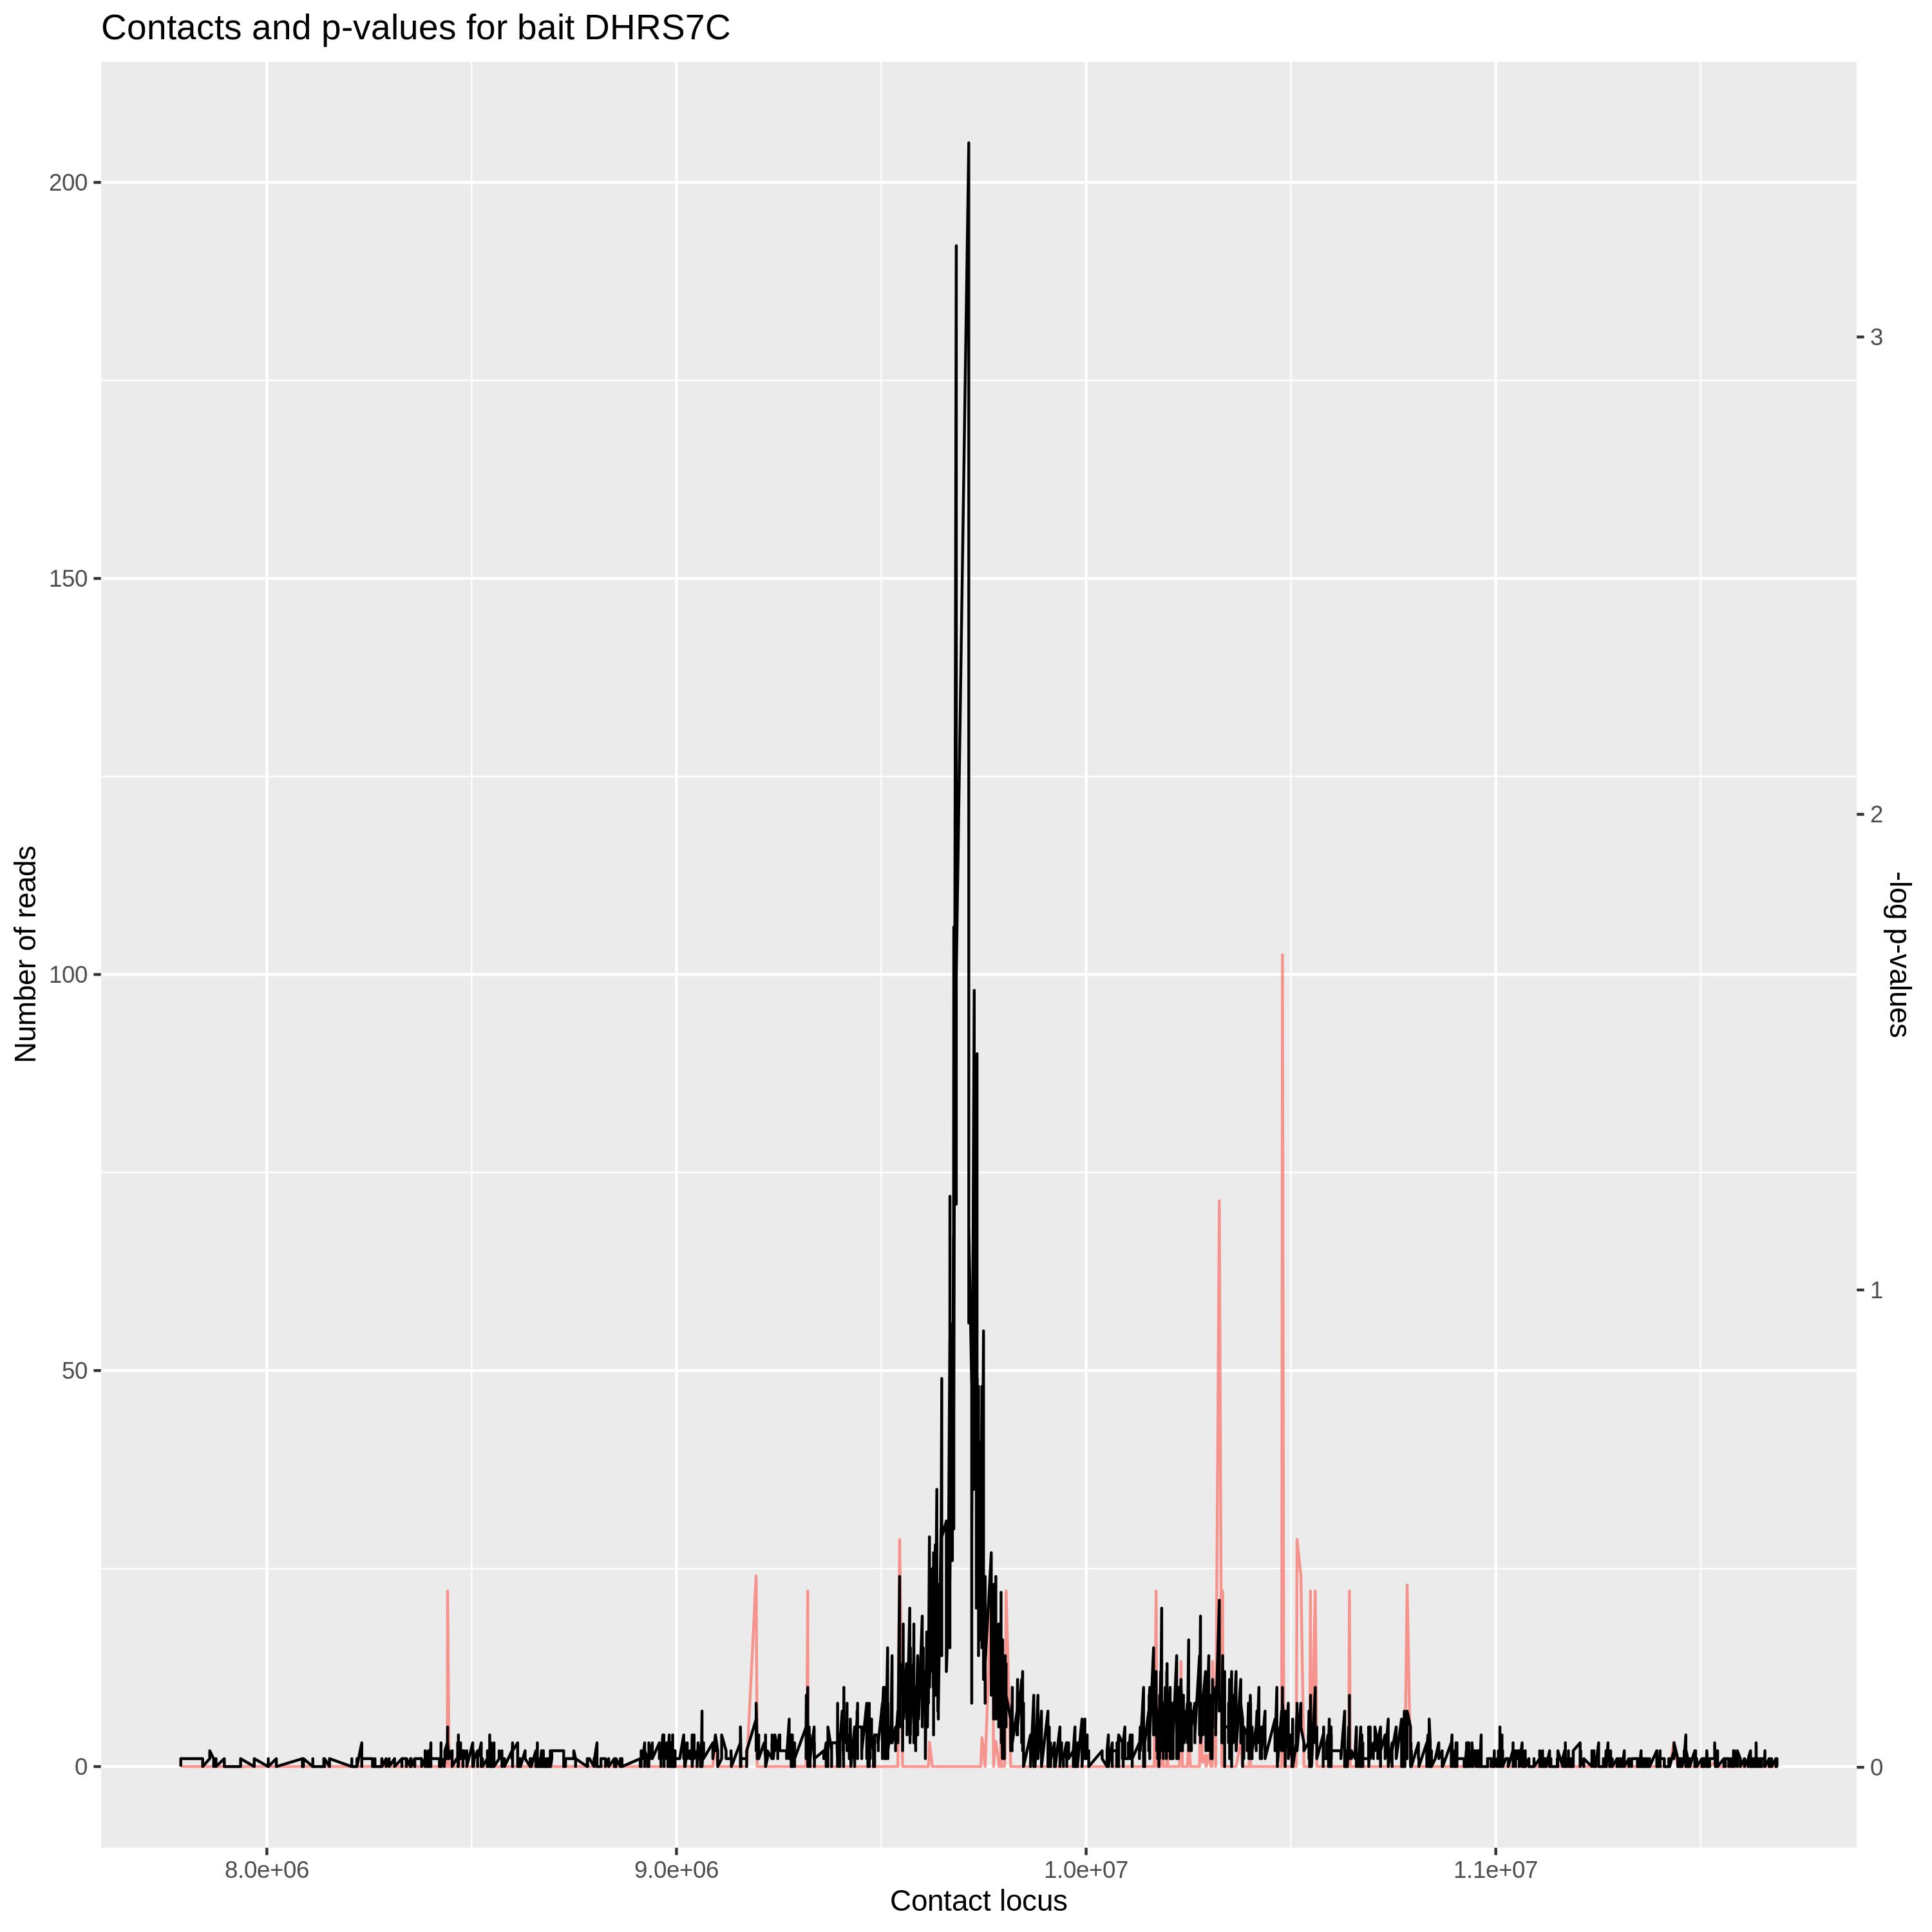 Contacts and p-values for bait DHRS7C
200
150
100
50
0
Number of reads
3
2
1
0
-log p-values
8.0e+06
9.0e+06
1.0e+07
1.1e+07
Contact locus